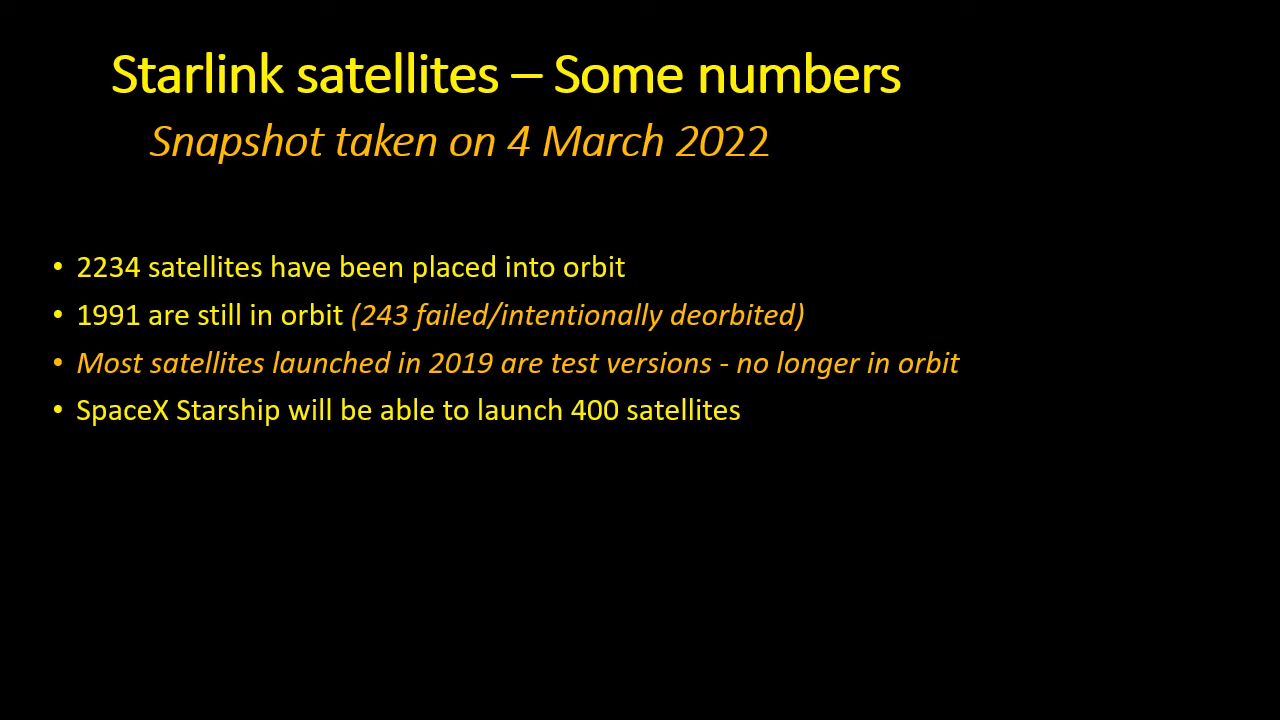 Starlink satellites – Some numbers
Snapshot taken on 4 March 2022
• 2234 satellites have been placed into orbit
• 1991 are still in orbit (243 failed/intentionally deorbited)
• Most satellites launched in 2019 are test versions - no longer in orbit
• SpaceX Starship will be able to launch 400 satellites